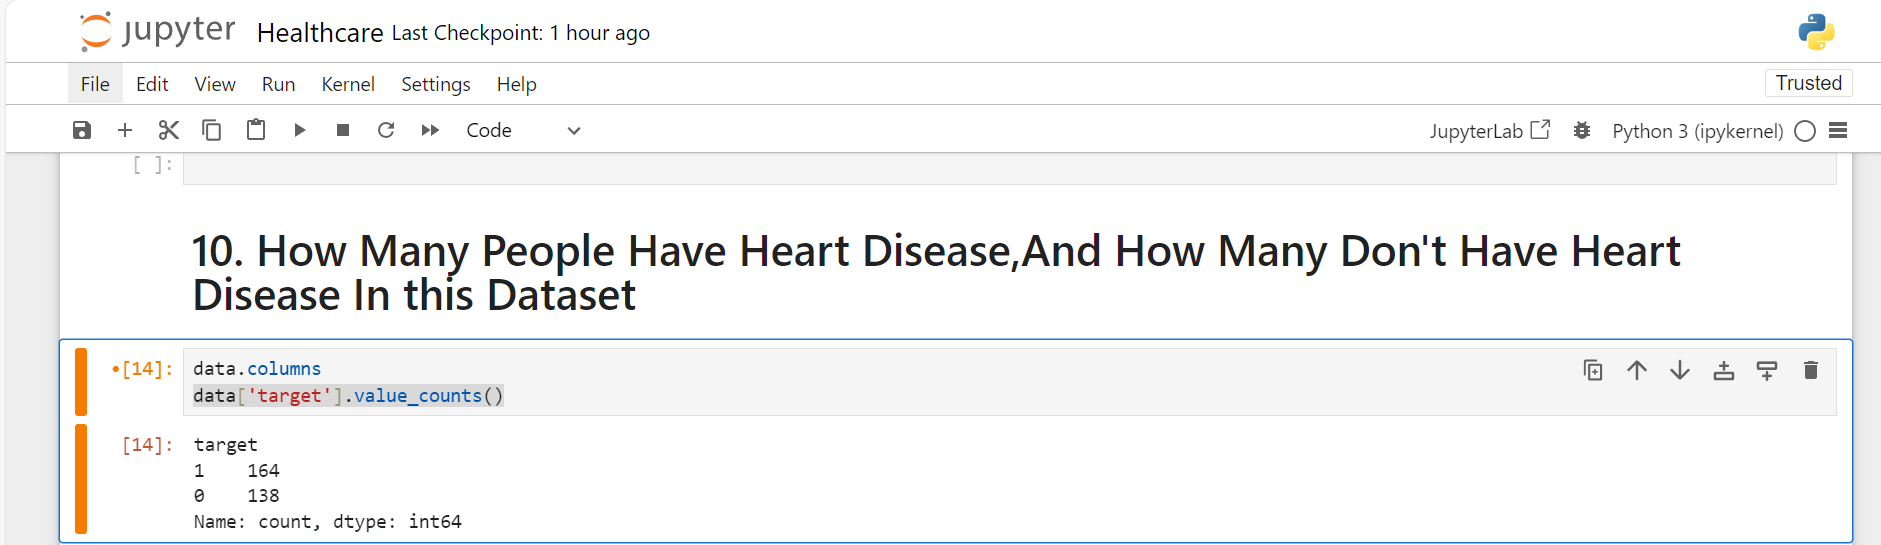 jupyter Healthcare Last Checkpoint: 1 hour ago
File Edit View Run Kernel Settings Help Trusted
Code JupyterLab Python 3 (ipykernel)
[ ]:
10. How Many People Have Heart Disease,And How Many Don't Have Heart
Disease In this Dataset
•[14]: data.columns
data['target'].value_counts()
[14]: target
1 164
0 138
Name: count, dtype: int64